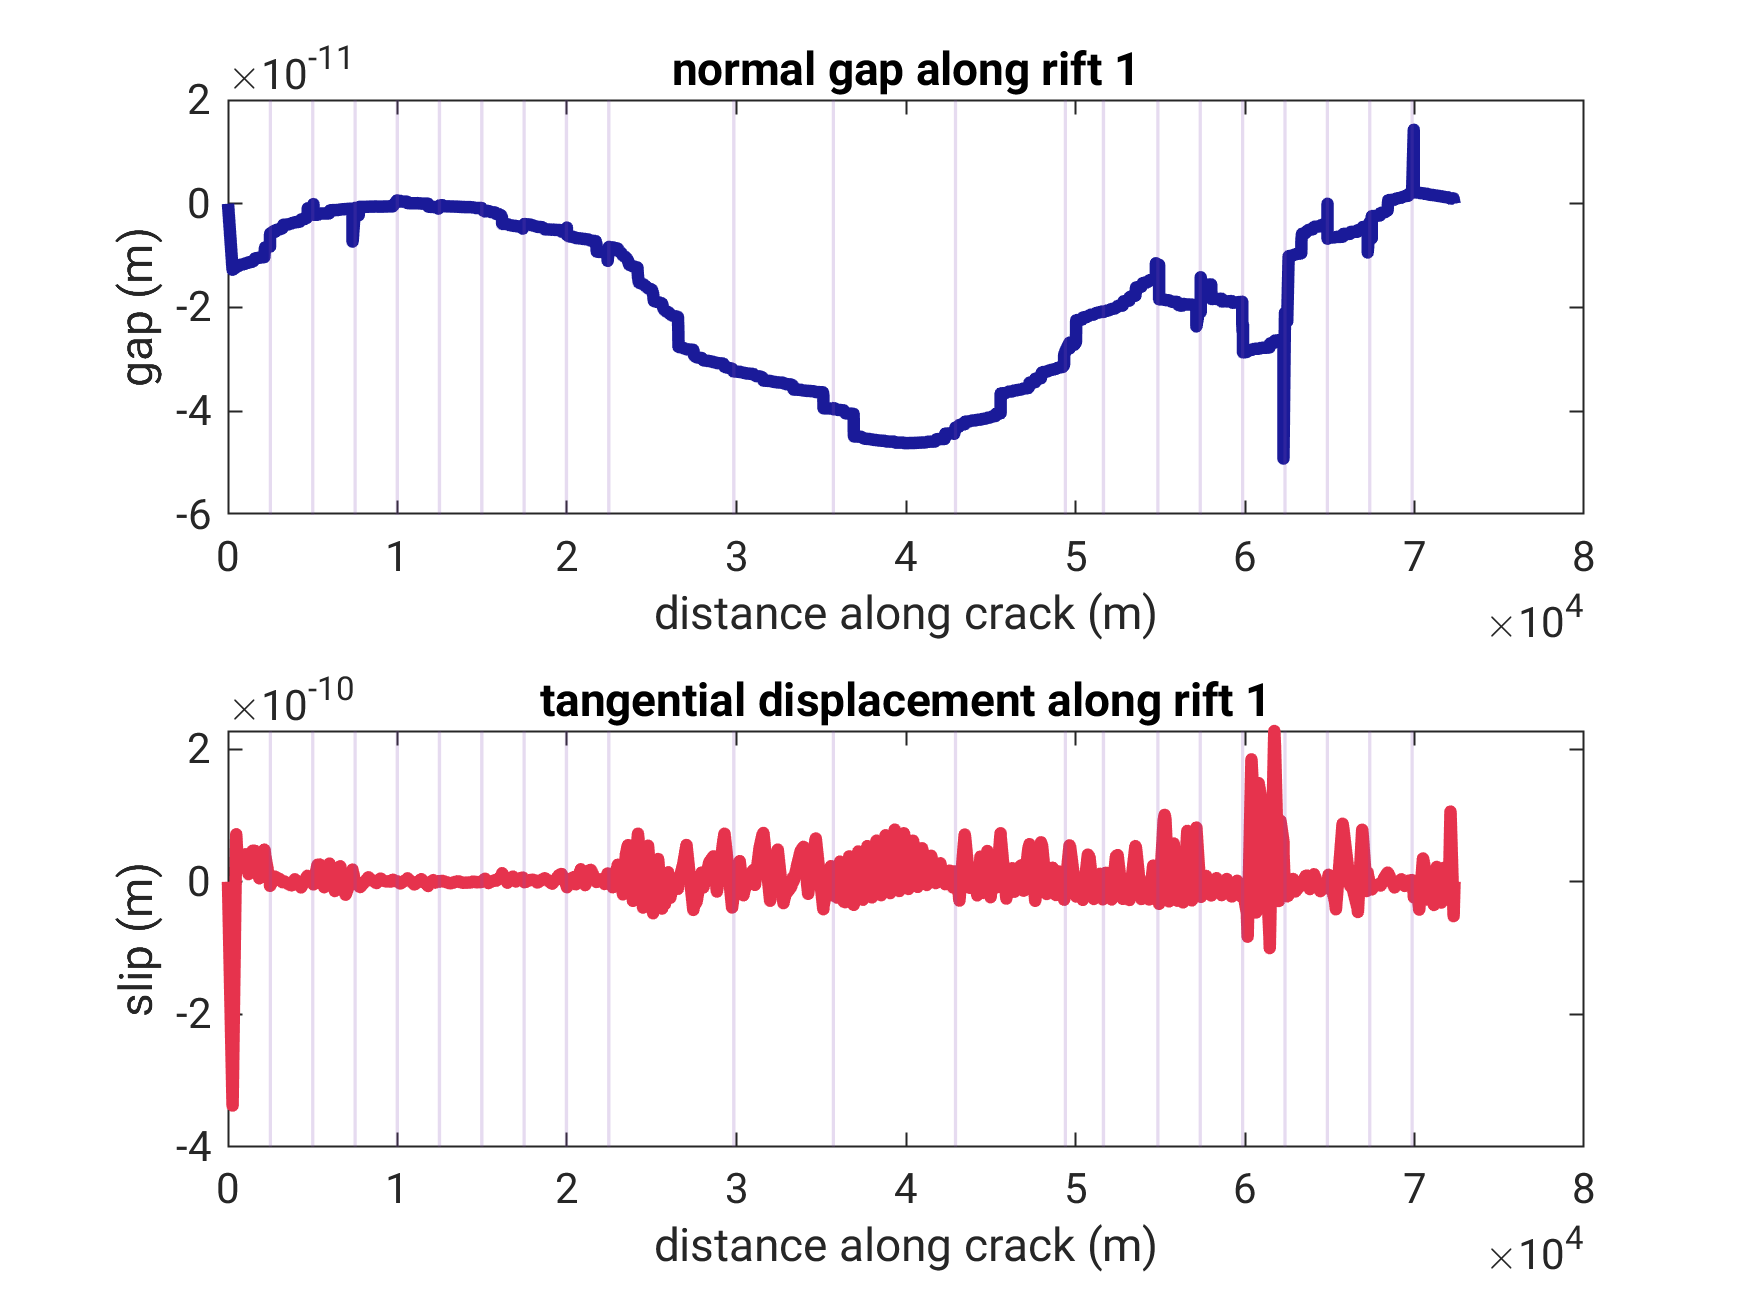 ×10-11
normal gap along rift 1
2
0
-2
-4
-6
gap (m)
0 1 2 3 4 5 6 7 8
distance along crack (m)
×104
×10-10
tangential displacement along rift 1
2
0
-2
-4
slip (m)
0 1 2 3 4 5 6 7 8
distance along crack (m)
×104